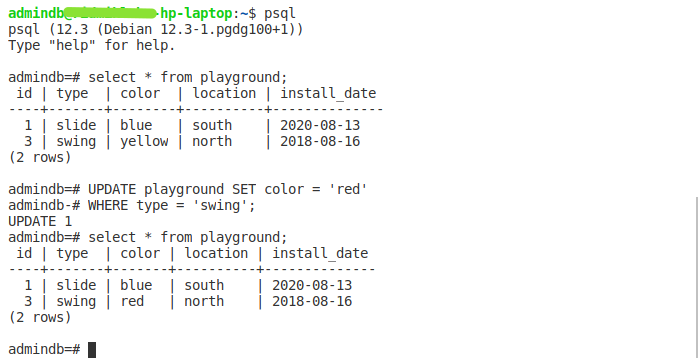 admindb@ -hp-laptop:~$ psql
psql (12.3 (Debian 12.3-1.pgdg100+1))
Type "help" for help.

admindb=# select * from playground;
 id | type  | color  | location | install_date
----+-------+--------+----------+--------------
  1 | slide | blue   | south    | 2020-08-13
  3 | swing | yellow | north    | 2018-08-16
(2 rows)

admindb=# UPDATE playground SET color = 'red'
admindb-# WHERE type = 'swing';
UPDATE 1
admindb=# select * from playground;
 id | type  | color | location | install_date
----+-------+-------+----------+--------------
  1 | slide | blue  | south    | 2020-08-13
  3 | swing | red   | north    | 2018-08-16
(2 rows)

admindb=#